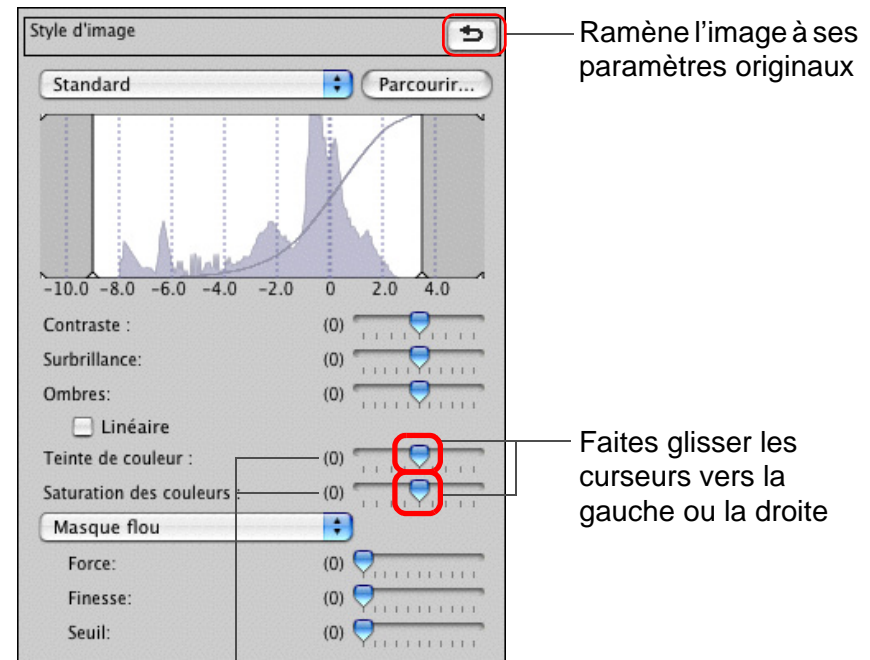 Style d'image
Ramène l’image à ses
paramètres originaux
Standard
Parcourir...
-10.0 -8.0 -6.0 -4.0 -2.0 0 2.0 4.0
Contraste : (0)
Surbrillance: (0)
Ombres: (0)
Linéaire
Teinte de couleur : (0)
Saturation des couleurs : (0)
Faites glisser les
curseurs vers la
gauche ou la droite
Masque flou
Force: (0)
Finesse: (0)
Seuil: (0)